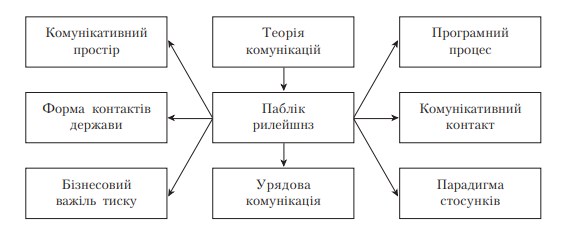 Комунікативний
простір
Теорія
комунікацій
Програмний
процес
Форма контактів
держави
Паблік
рилейшнз
Комунікативний
контакт
Бізнесовий
важіль тиску
Урядова
комунікація
Парадигма
стосунків